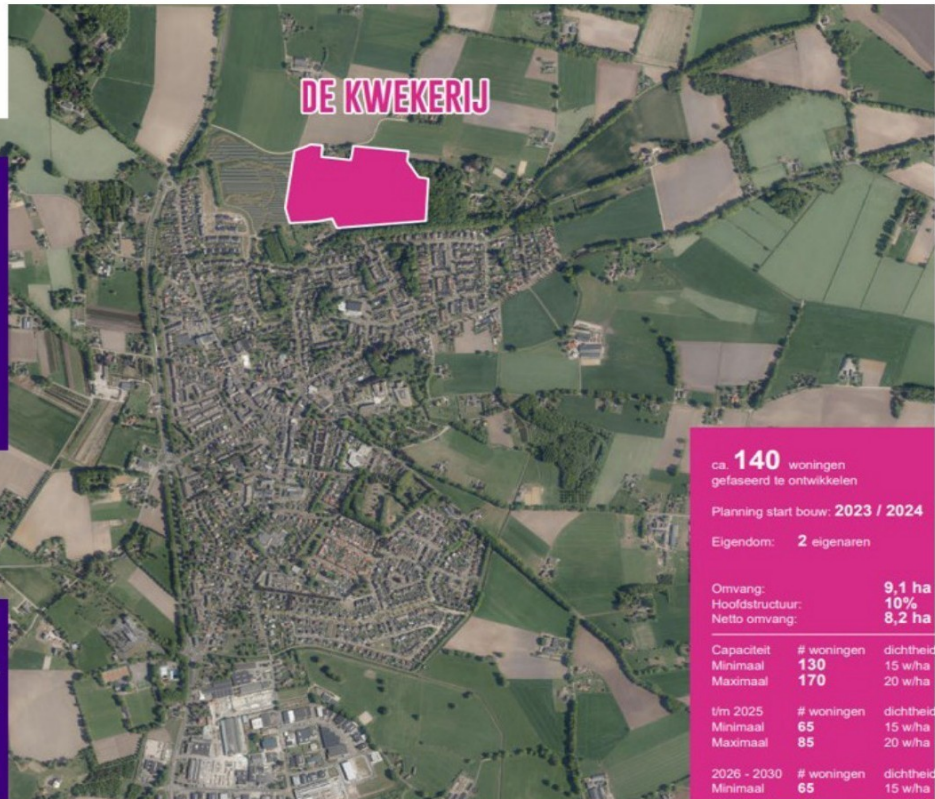 DE KWEKERIJ
ca. 140 woningen
gefaseerd te ontwikkelen
Planning start bouw: 2023 / 2024
Eigendom: 2 eigenaren
Omvang: 9,1 ha
Hoofdstructuur: 10%
Netto omvang: 8,2 ha
Capaciteit # woningen dichtheid
Minimaal 130 15 w/ha
Maximaal 170 20 w/ha
t/m 2025 # woningen dichtheid
Minimaal 65 15 w/ha
Maximaal 85 20 w/ha
2026 - 2030 # woningen dichtheid
Minimaal 65 15 w/ha